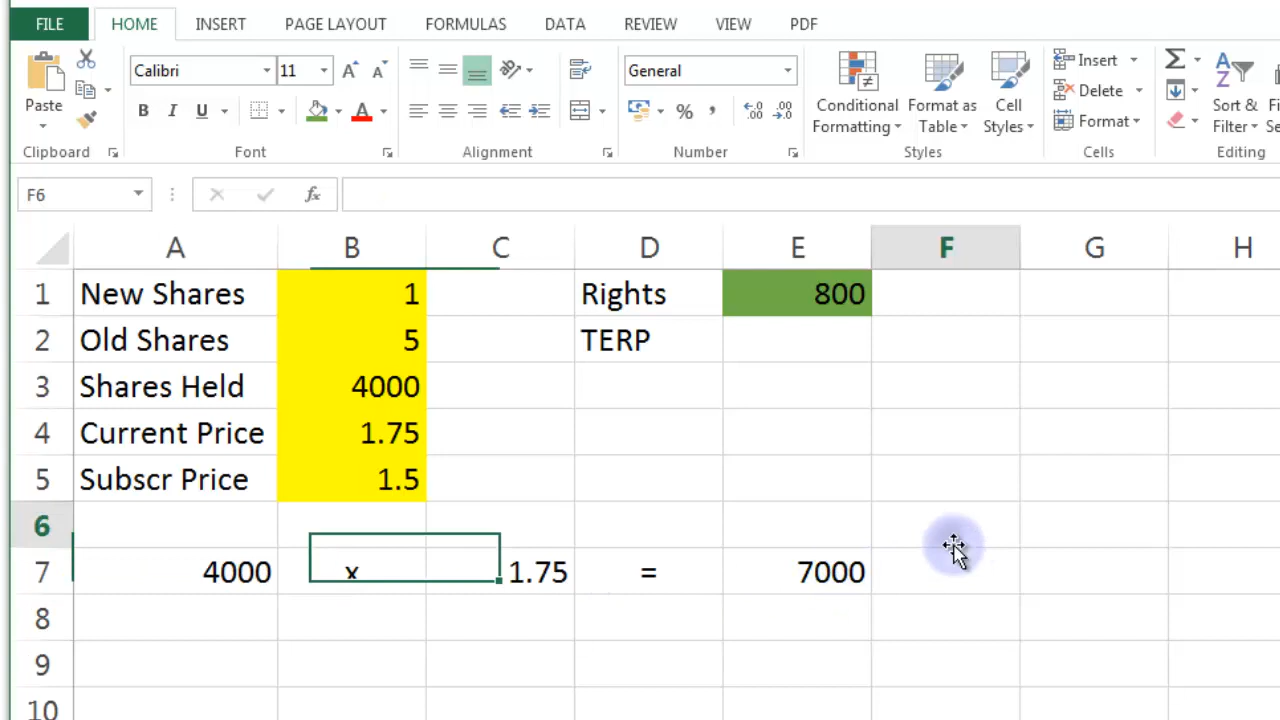 FILE HOME INSERT PAGE LAYOUT FORMULAS DATA REVIEW VIEW PDF
Calibri 11 General Insert
Paste B I U % Conditional Formatting Format as Table Cell Styles Delete Sort & Filter
Format
Clipboard Font Alignment Number Styles Cells Editing
F6 fx
A B C D E F G H
1 New Shares 1 Rights 800
2 Old Shares 5 TERP
3 Shares Held 4000
4 Current Price 1.75
5 Subscr Price 1.5
6
7 4000 x 1.75 = 7000
8
9
10